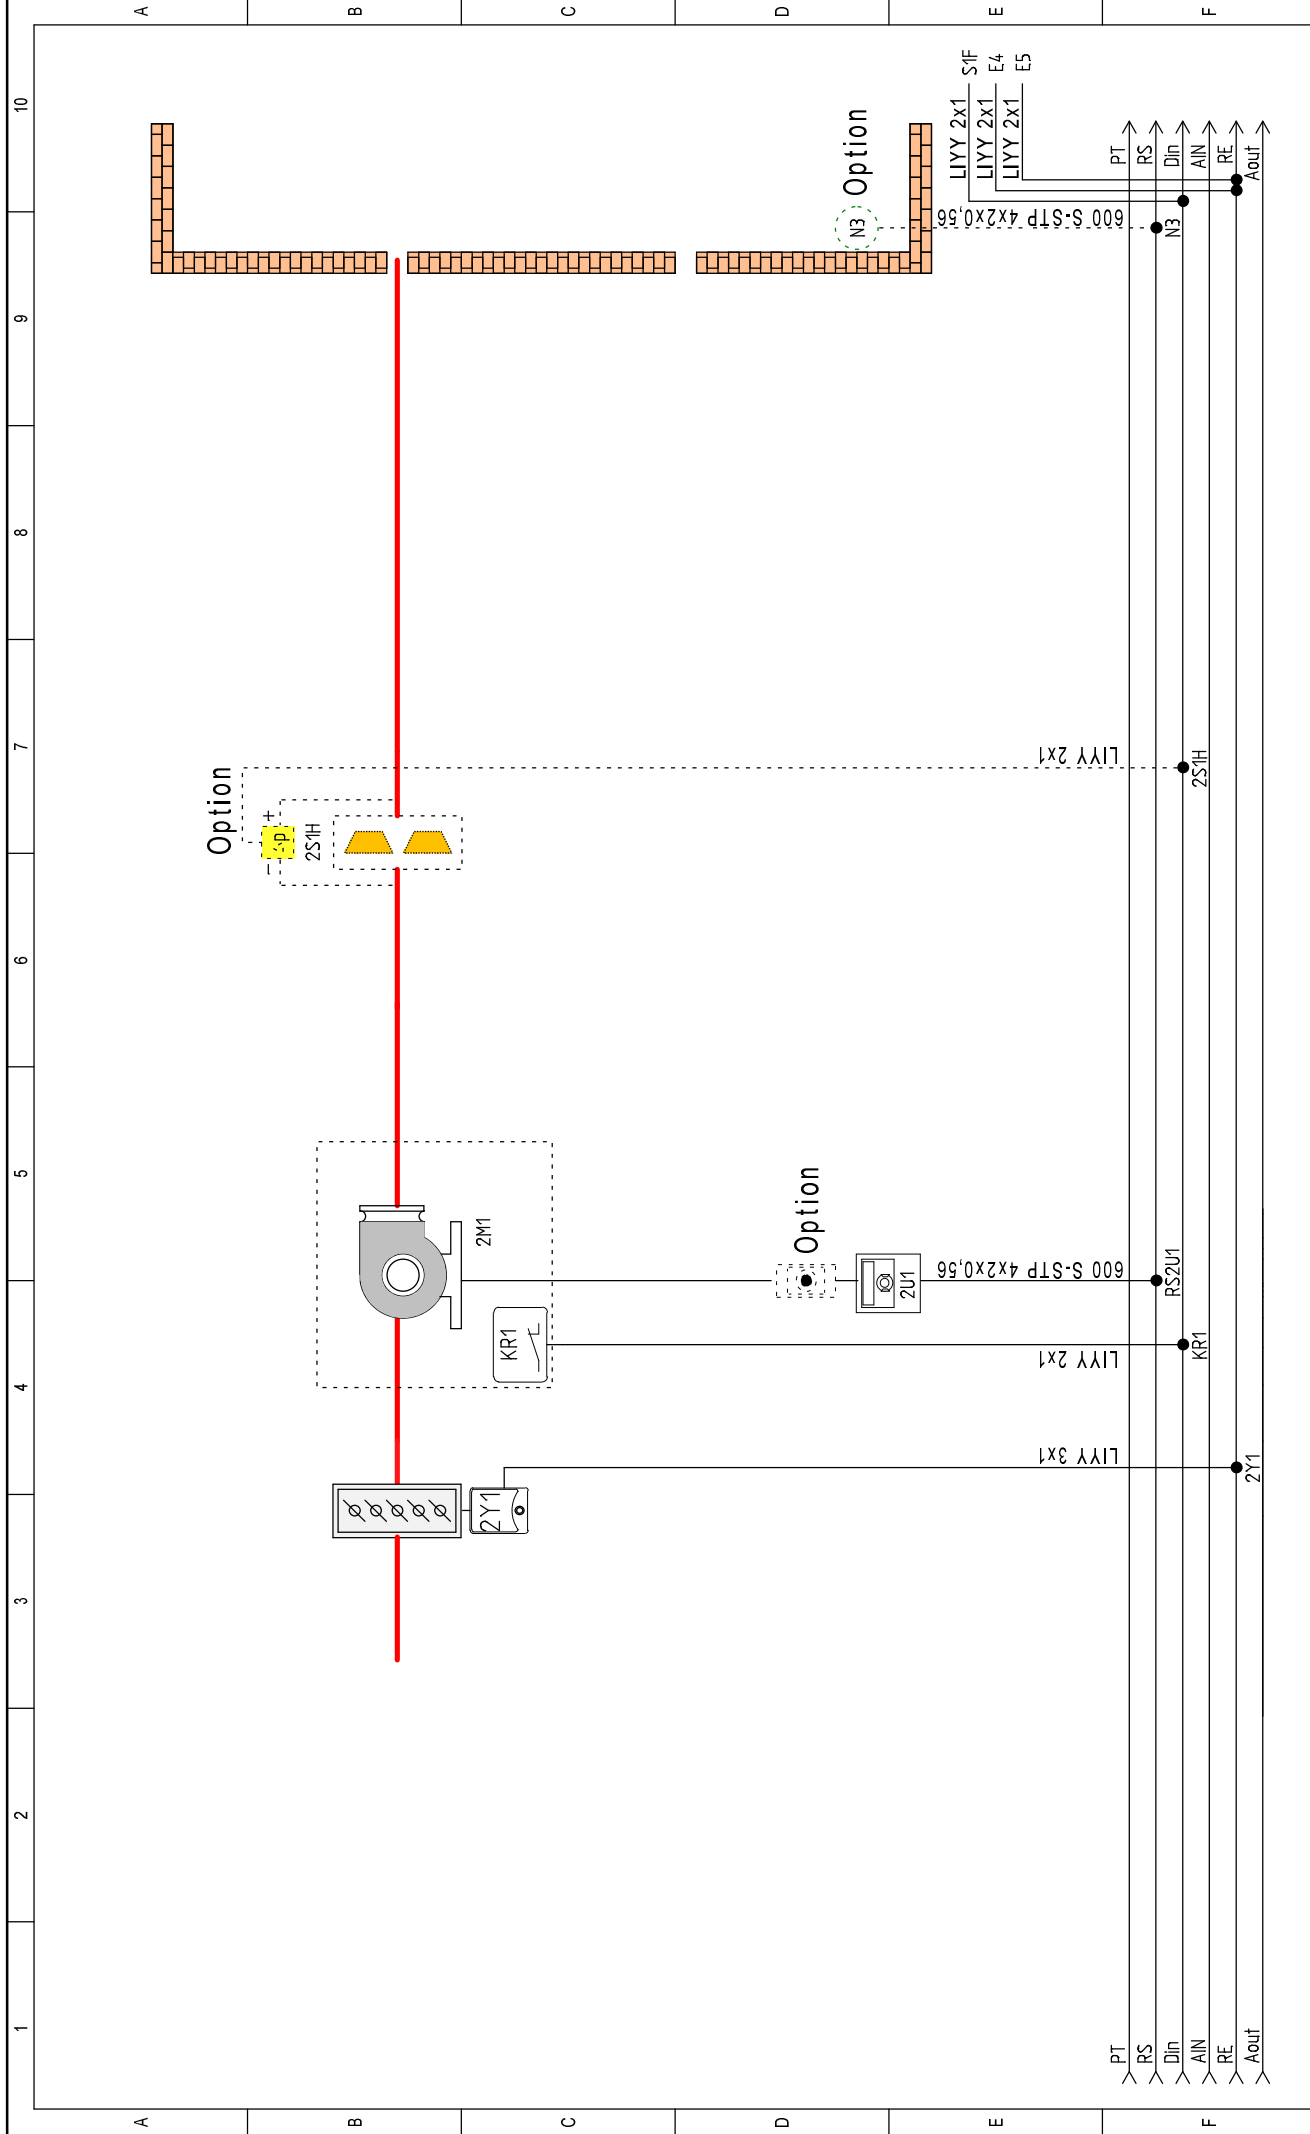 A
B
C
D
E
F
10
9
8
7
6
5
4
3
2
1
S1F
E4
E5
LIYY 2x1
LIYY 2x1
LIYY 2x1
Option
N3
600 S-STP 4x2x0,56
PT
RS
Din
AIN
RE
Aout
N3
Option
- +
2S1H
LIYY 2x1
2S1H
2M1
Option
2U1
600 S-STP 4x2x0,56
RS2U1
KR1
LIYY 2x1
KR1
LIYY 3x1
2Y1
2Y1
PT
RS
Din
AIN
RE
Aout
A
B
C
D
E
F